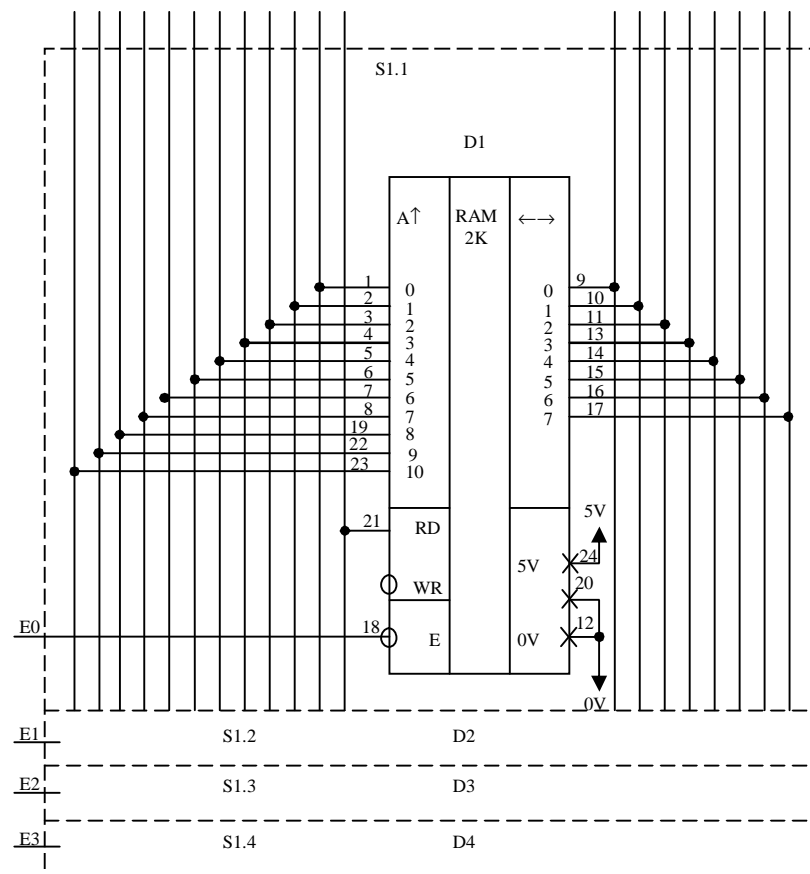 S1.1
D1
A↑ RAM ←→
2K
1 0 0 9
2 1 1 10
3 2 2 11
4 3 3 13
5 4 4 14
6 5 5 15
7 6 6 16
8 7 7 17
19 8
22 9
23 10
5V
21 RD
5V 24
WR 20
E0 18 E 0V 12
0V
E1 S1.2 D2
E2 S1.3 D3
E3 S1.4 D4